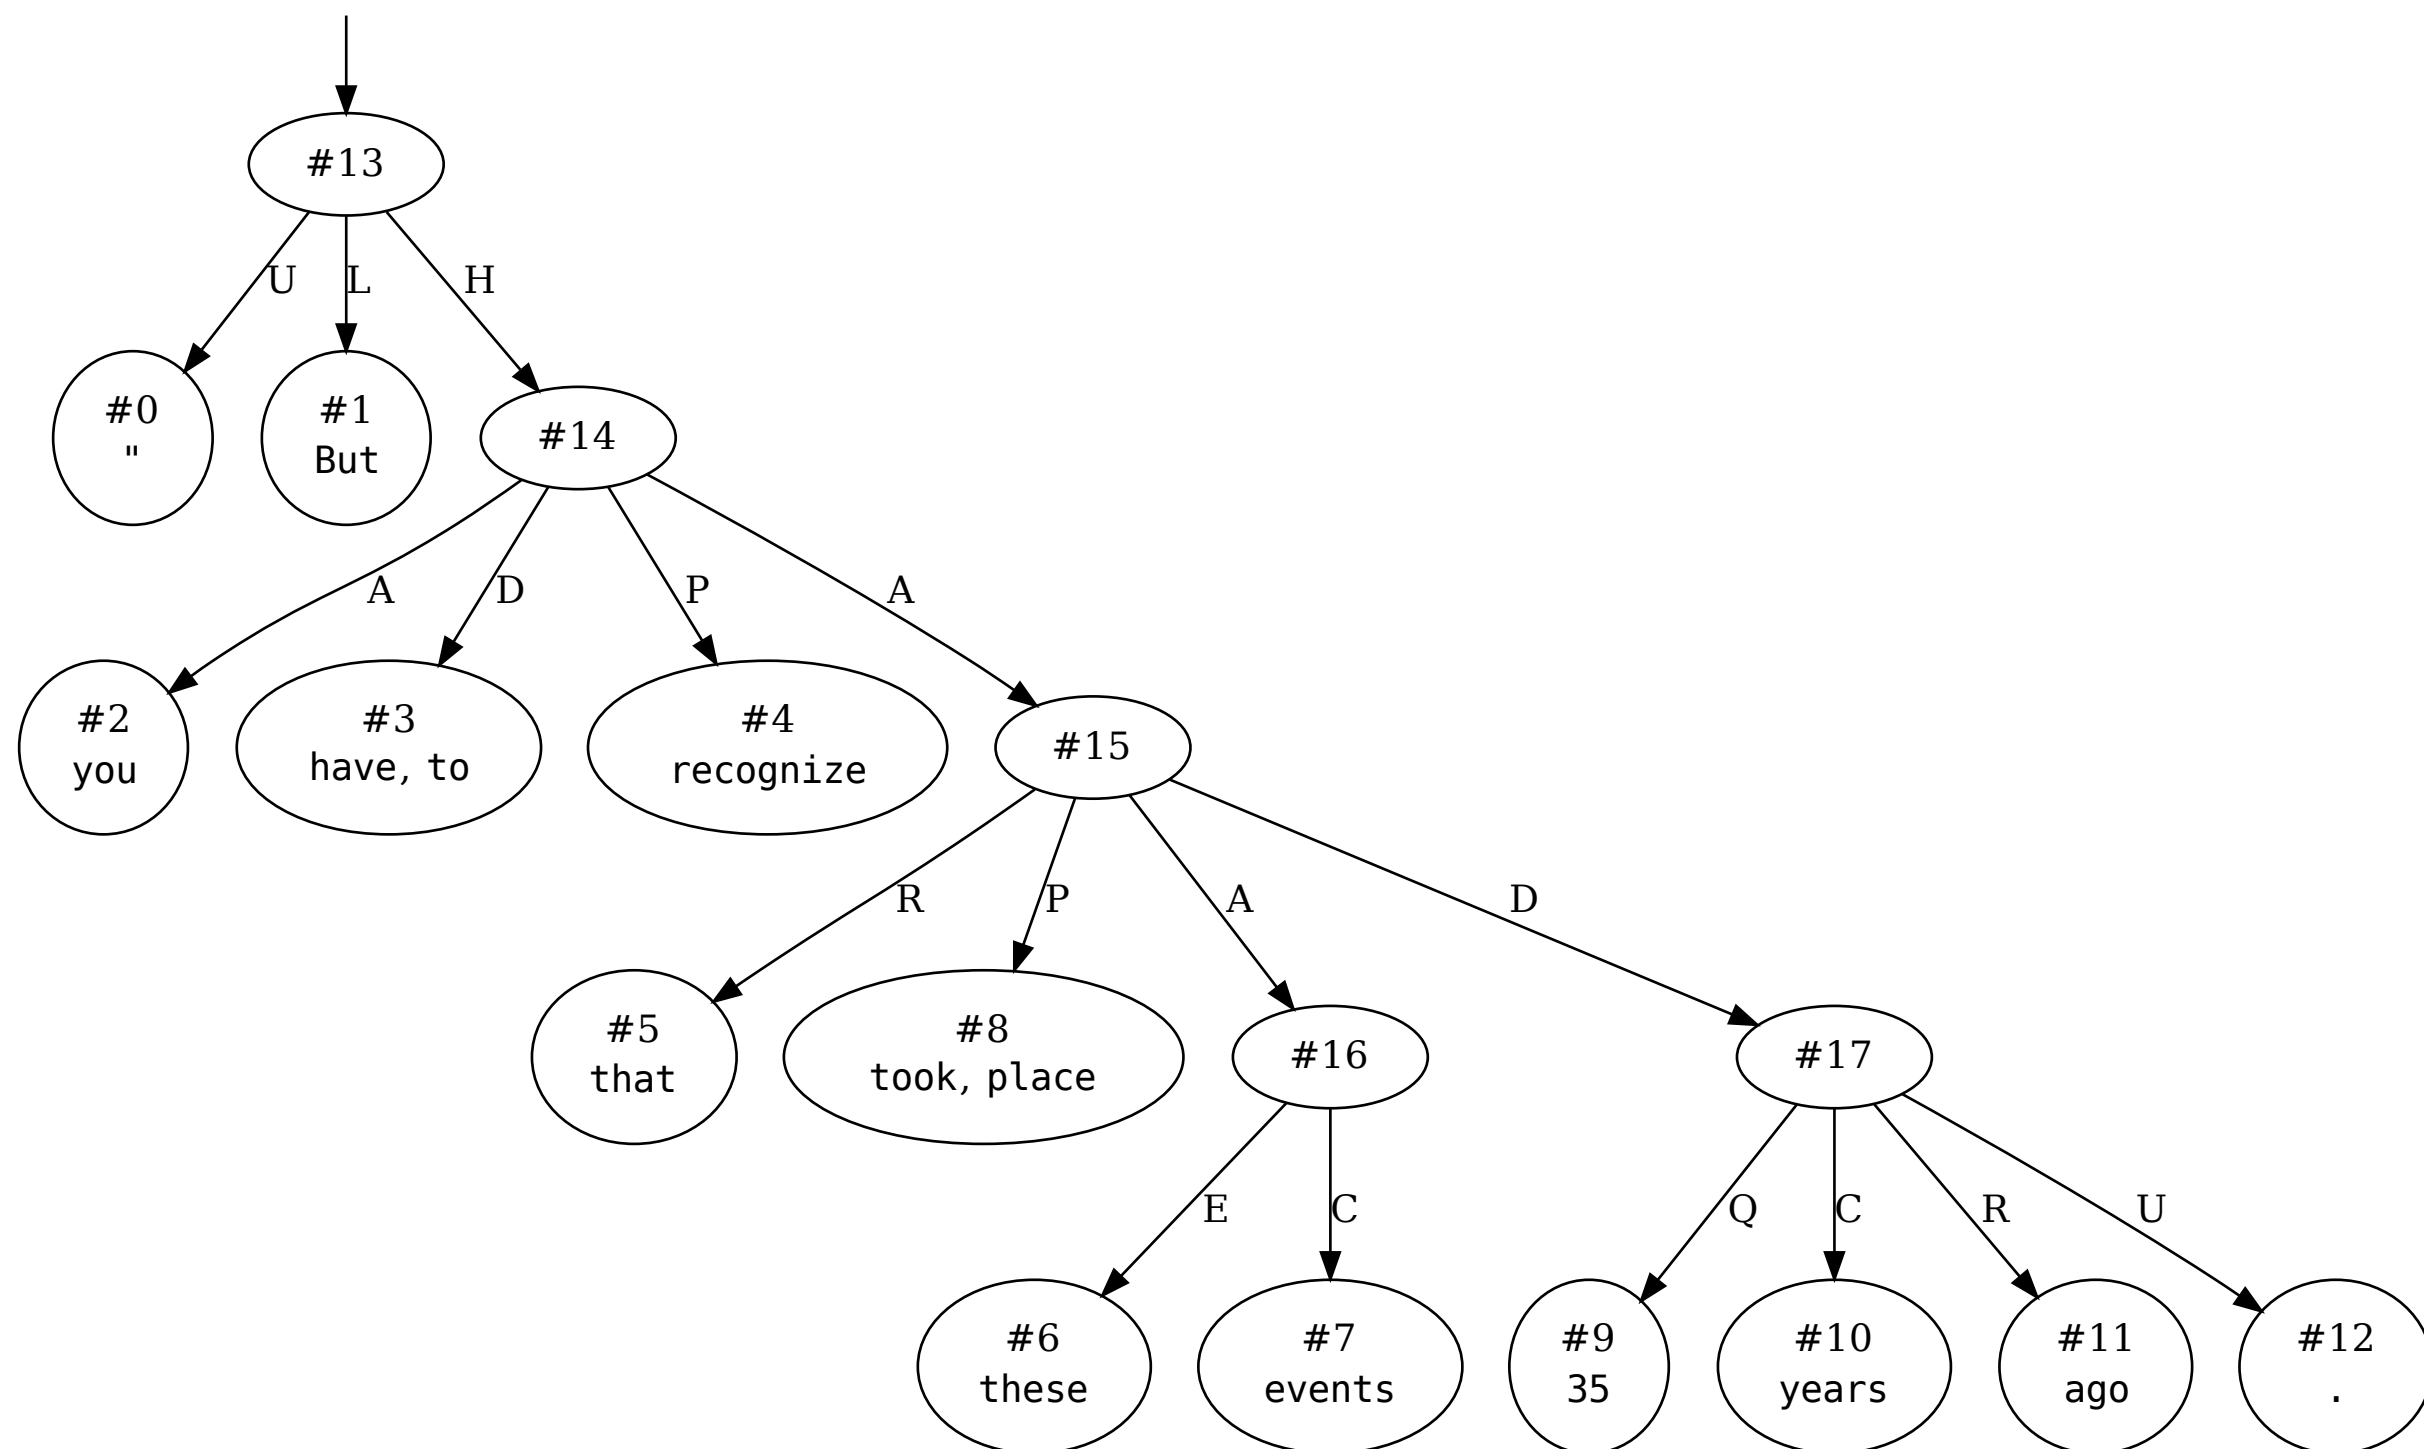 #13
U L H
#0
"
#1
But
#14
A D P A
#2
you
#3
have, to
#4
recognize
#15
R P A D
#5
that
#8
took, place
#16
#17
E C Q C R U
#6
these
#7
events
#9
35
#10
years
#11
ago
#12
.